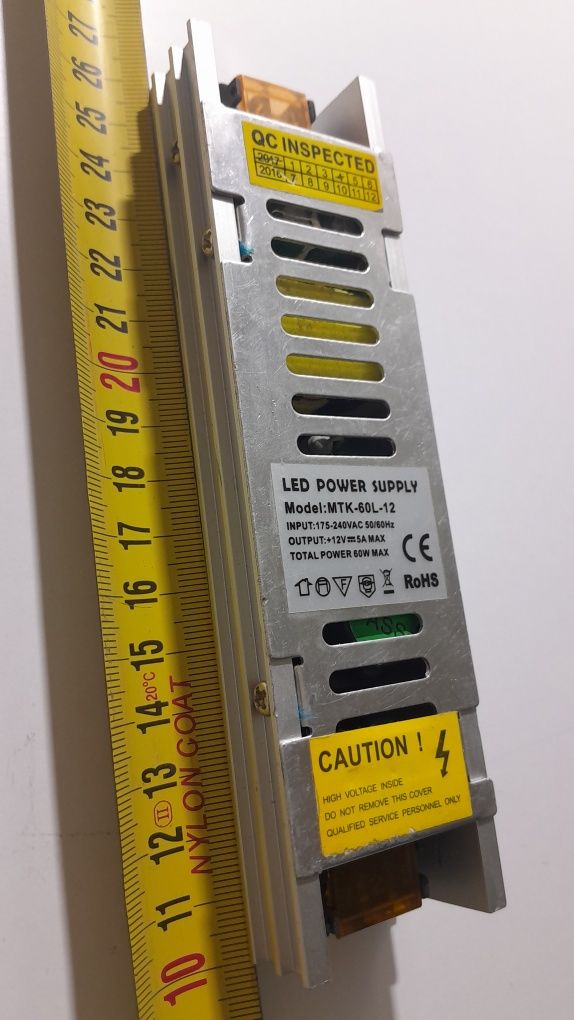 27
26
25
24
23
22
21
20
19
18
17
16
15
20°C
14
13
12
II
11
10
NYLON COAT
QC INSPECTED
2017 1 2 3 4 5 6
2016 7 8 9 10 11 12
LED POWER SUPPLY
Model:MTK-60L-12
INPUT:175-240VAC 50/60Hz
OUTPUT:+12V⎓5A MAX
TOTAL POWER 60W MAX
CE
F
RoHS
CAUTION !
HIGH VOLTAGE INSIDE
DO NOT REMOVE THIS COVER
QUALIFIED SERVICE PERSONNEL ONLY